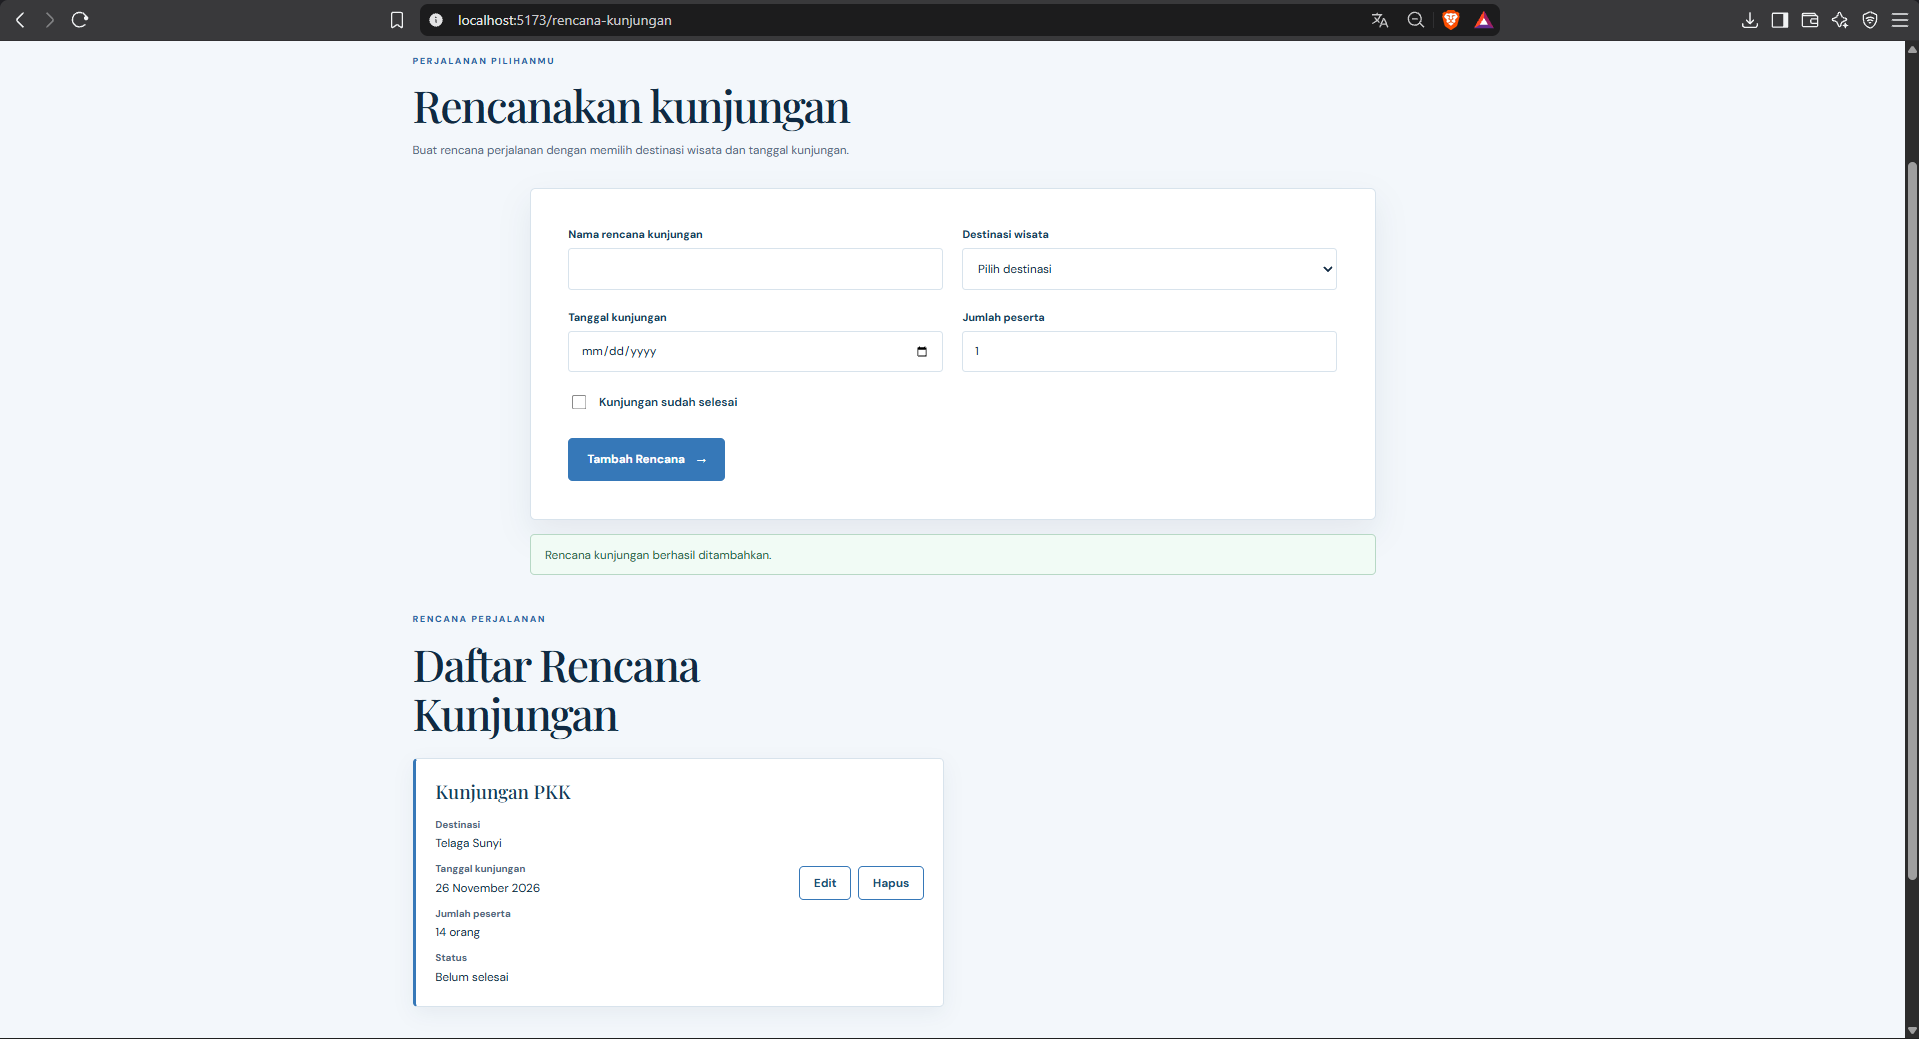 localhost:5173/rencana-kunjungan
PERJALANAN PILIHANMU
Rencanakan kunjungan
Buat rencana perjalanan dengan memilih destinasi wisata dan tanggal kunjungan.
Nama rencana kunjungan
Destinasi wisata
Pilih destinasi
Tanggal kunjungan
Jumlah peserta
mm/dd/yyyy
1
Kunjungan sudah selesai
Tambah Rencana →
Rencana kunjungan berhasil ditambahkan.
RENCANA PERJALANAN
Daftar Rencana
Kunjungan
Kunjungan PKK
Destinasi
Telaga Sunyi
Tanggal kunjungan
26 November 2026
Edit
Hapus
Jumlah peserta
14 orang
Status
Belum selesai